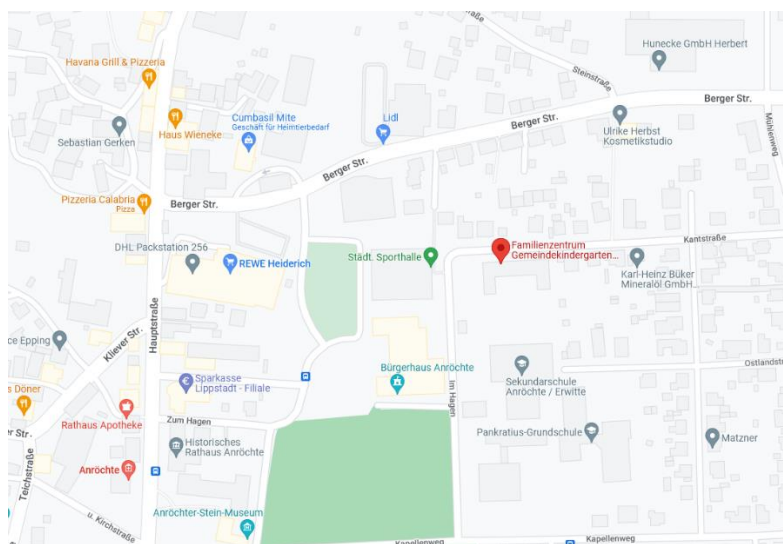 Havana Grill & Pizzeria
Hunecke GmbH Herbert
Steinstraße
Cumbasil Mite
Geschäft für Heimtierbedarf
Lidl
Berger Str.
Mühlenweg
Haus Wieneke
Sebastian Gerken
Berger Str.
Ulrike Herbst
Kosmetikstudio
Berger Str.
Pizzeria Calabria
Pizza
Berger Str.
DHL Packstation 256
REWE Heiderich
Städt. Sporthalle
Familienzentrum
Gemeindekindergarten...
Kantstraße
Karl-Heinz Büker
Mineralöl GmbH...
Hauptstraße
Kliever Str.
ce Epping
Bürgerhaus Anröchte
Im Hagen
Sekundarschule
Anröchte / Erwitte
Ostlandstr
Sparkasse
Lippstadt - Filiale
s Döner
Rathaus Apotheke
Zum Hagen
er Str.
Historisches
Rathaus Anröchte
Pankratius-Grundschule
Matzner
Anröchte
Teichstraße
u. Kirchstraße
Anröchter-Stein-Museum
Kapellenweg
Kapellenweg